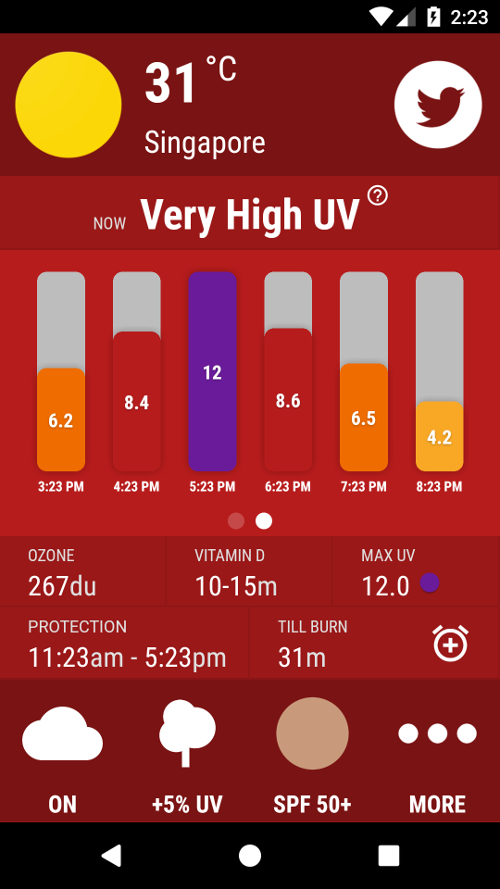 2:23
31 °C
Singapore
NOW Very High UV ?
6.2 8.4 12 8.6 6.5 4.2
3:23 PM 4:23 PM 5:23 PM 6:23 PM 7:23 PM 8:23 PM
OZONE VITAMIN D MAX UV
267du 10-15m 12.0
PROTECTION TILL BURN
11:23am - 5:23pm 31m
ON +5% UV SPF 50+ MORE